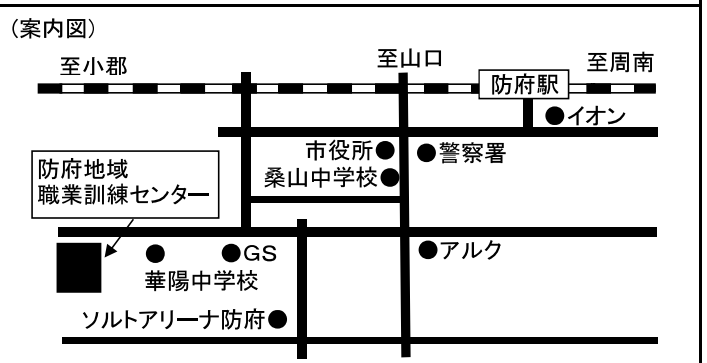 （案内図）
至山口
至小郡
至周南
防府駅
●イオン
市役所●
●警察署
桑山中学校●
防府地域
職業訓練センター
●GS
●アルク
華陽中学校
ソルトアリーナ防府●